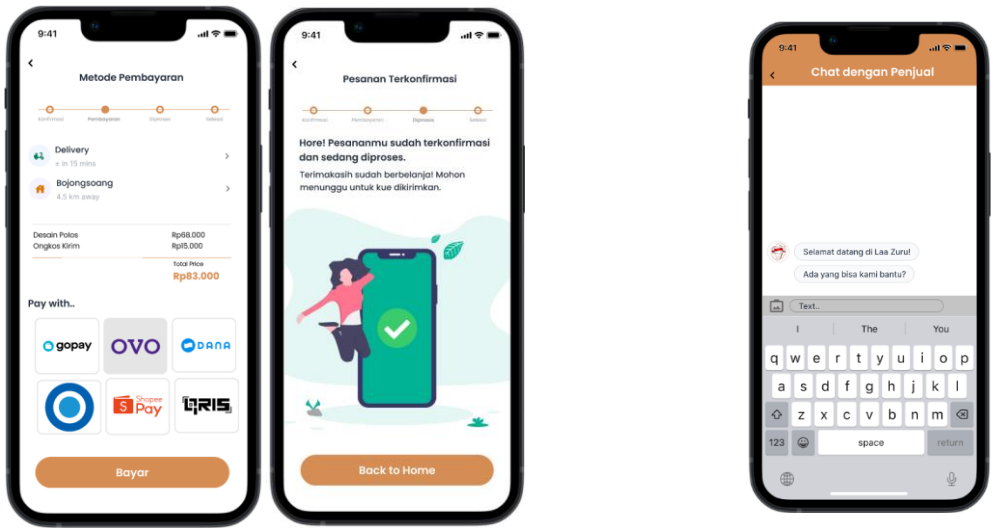 9:41
Metode Pembayaran
Konfirmasi Pembayaran Diproses Selesai
Delivery
± in 15 mins
Bojongsoang
4.5 km away
Desain Polos Rp68.000
Ongkos Kirim Rp15.000
Total Price
Rp83.000
Pay with..
gopay OVO DANA
S Shopee Pay QRIS
Bayar
9:41
Pesanan Terkonfirmasi
Konfirmasi Pembayaran Diproses Selesai
Hore! Pesananmu sudah terkonfirmasi
dan sedang diproses.
Terimakasih sudah berbelanja! Mohon
menunggu untuk kue dikirimkan.
Back to Home
9:41
Chat dengan Penjual
Selamat datang di Laa Zuru!
Ada yang bisa kami bantu?
Text..
I The You
q w e r t y u i o p
a s d f g h j k l
z x c v b n m
123 space return